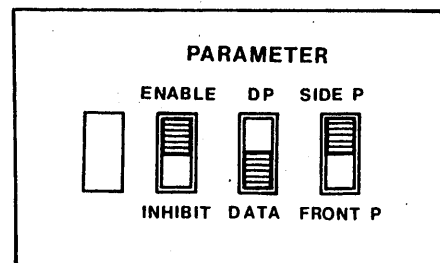 PARAMETER
ENABLE DP SIDE P
INHIBIT DATA FRONT P